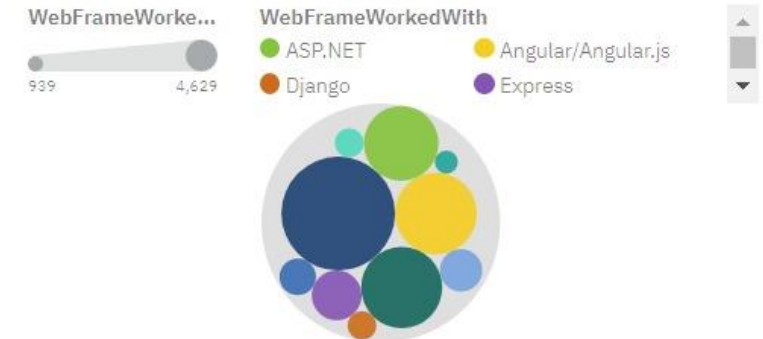 WebFrameWorke...
939 4,629
WebFrameWorkedWith
ASP.NET Angular/Angular.js
Django Express